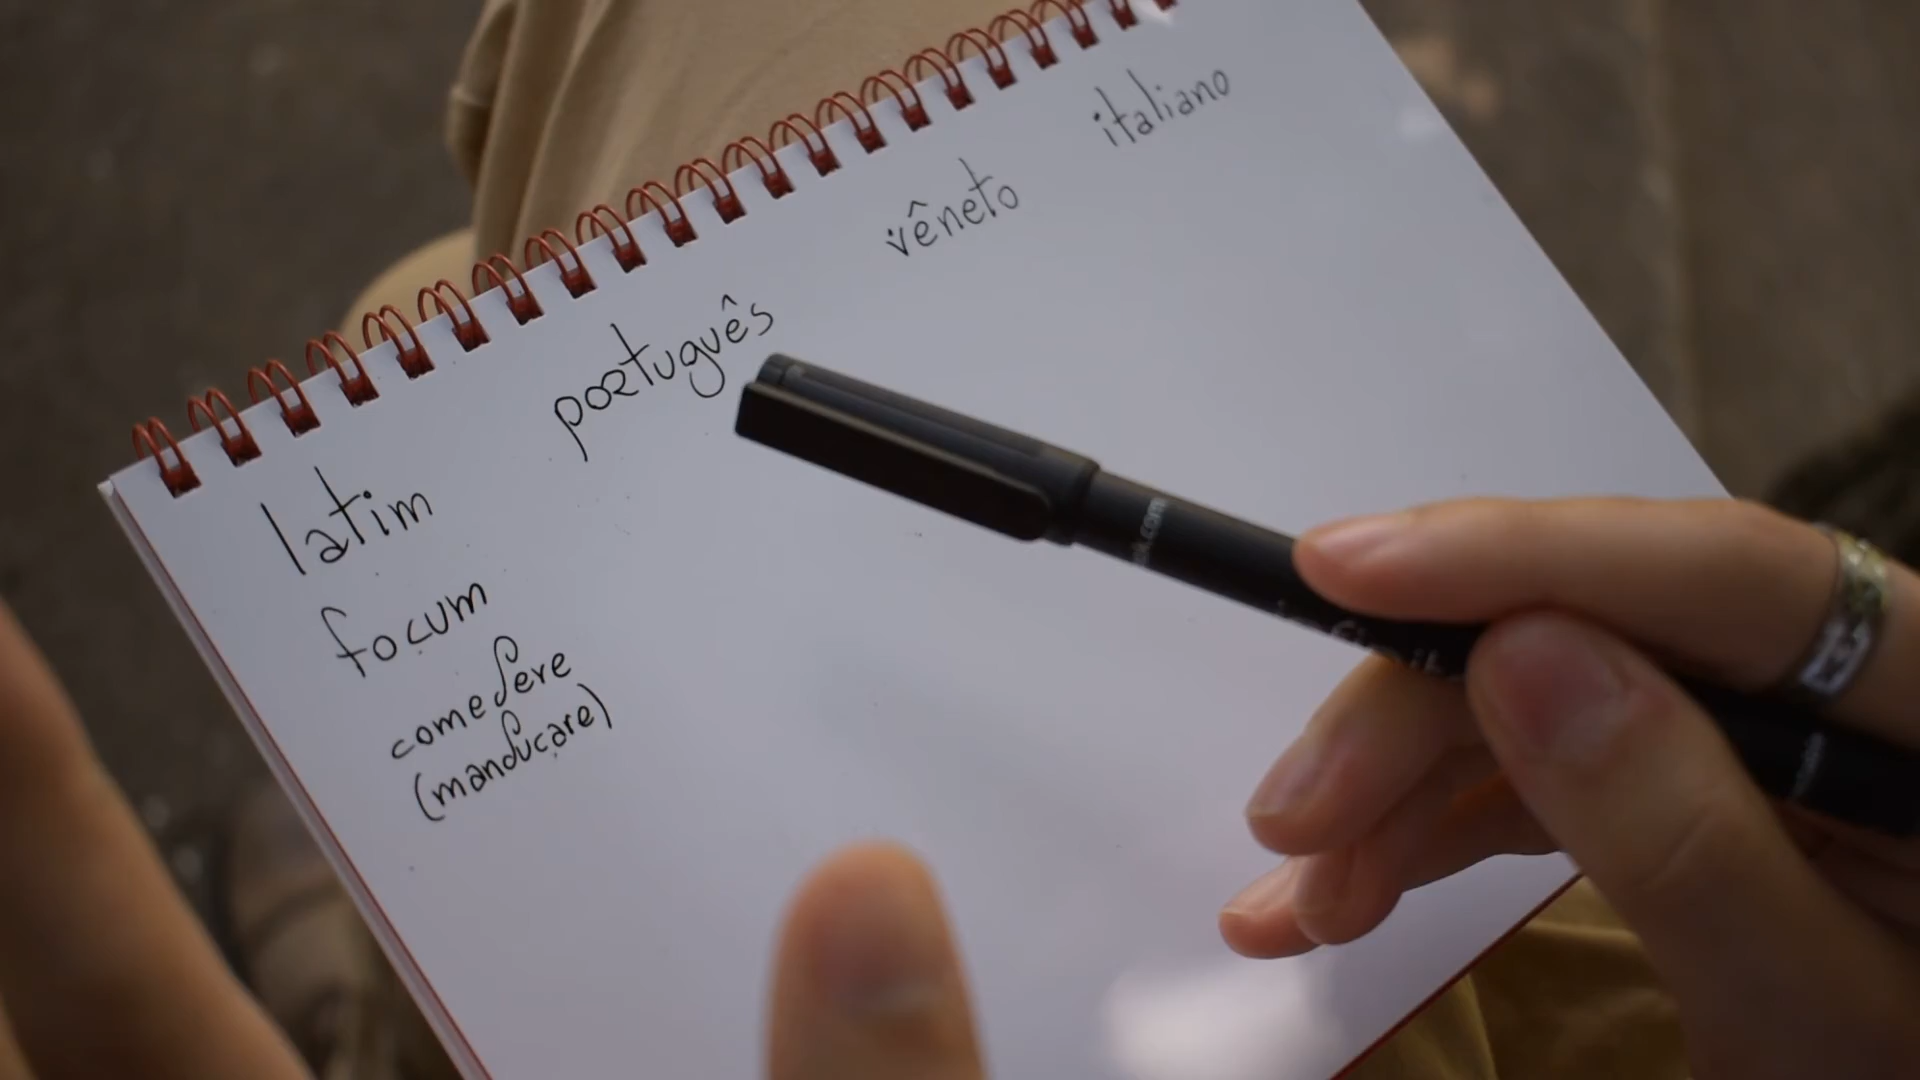 latim português vêneto italiano
focum
comedere
(manducare)